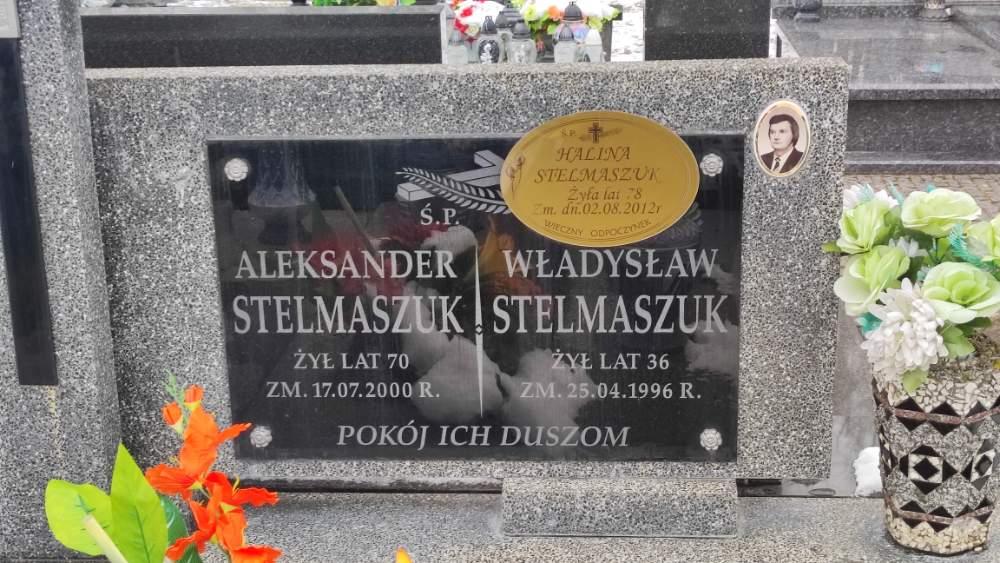 Ś.P.
HALINA
STELMASZUK
Żyła lat 78
Zm. dn.02.08.2012r
WIECZNY ODPOCZYNEK
Ś.P.
ALEKSANDER
STELMASZUK
ŻYŁ LAT 70
ZM. 17.07.2000 R.
WŁADYSŁAW
STELMASZUK
ŻYŁ LAT 36
ZM. 25.04.1996 R.
POKÓJ ICH DUSZOM